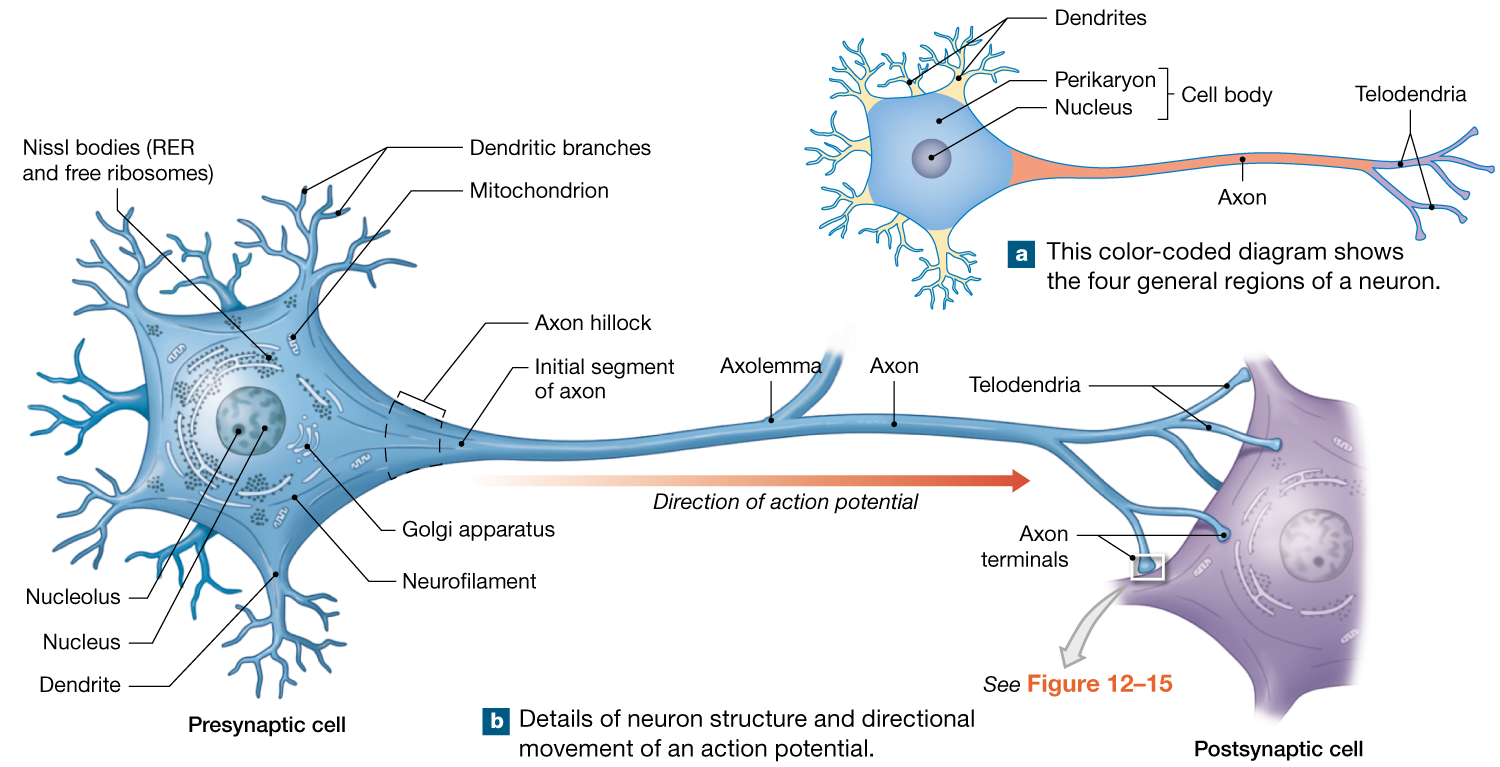 Dendrites
Perikaryon
Nucleus
Cell body
Telodendria
Axon
a This color-coded diagram shows
the four general regions of a neuron.
Nissl bodies (RER
and free ribosomes)
Dendritic branches
Mitochondrion
Axon hillock
Initial segment
of axon
Axolemma
Axon
Telodendria
Direction of action potential
Golgi apparatus
Neurofilament
Axon
terminals
Nucleolus
Nucleus
Dendrite
See Figure 12–15
Presynaptic cell
b Details of neuron structure and directional
movement of an action potential.
Postsynaptic cell